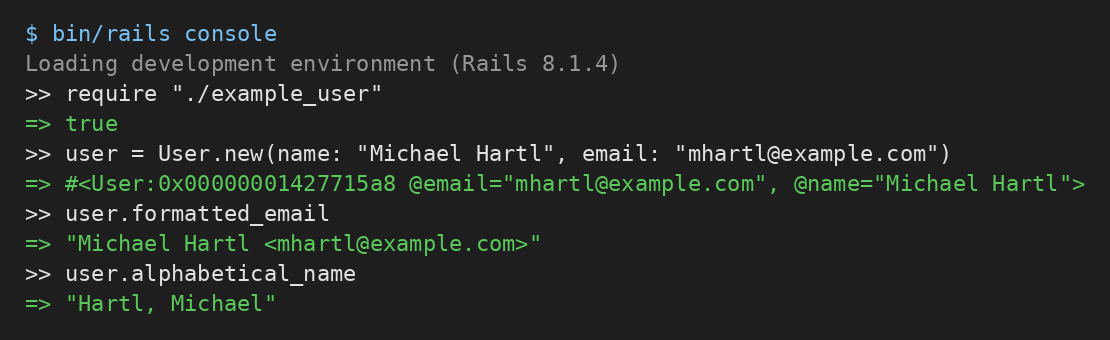 $ bin/rails console
Loading development environment (Rails 8.1.4)
>> require "./example_user"
=> true
>> user = User.new(name: "Michael Hartl", email: "mhartl@example.com")
=> #<User:0x00000001427715a8 @email="mhartl@example.com", @name="Michael Hartl">
>> user.formatted_email
=> "Michael Hartl <mhartl@example.com>"
>> user.alphabetical_name
=> "Hartl, Michael"